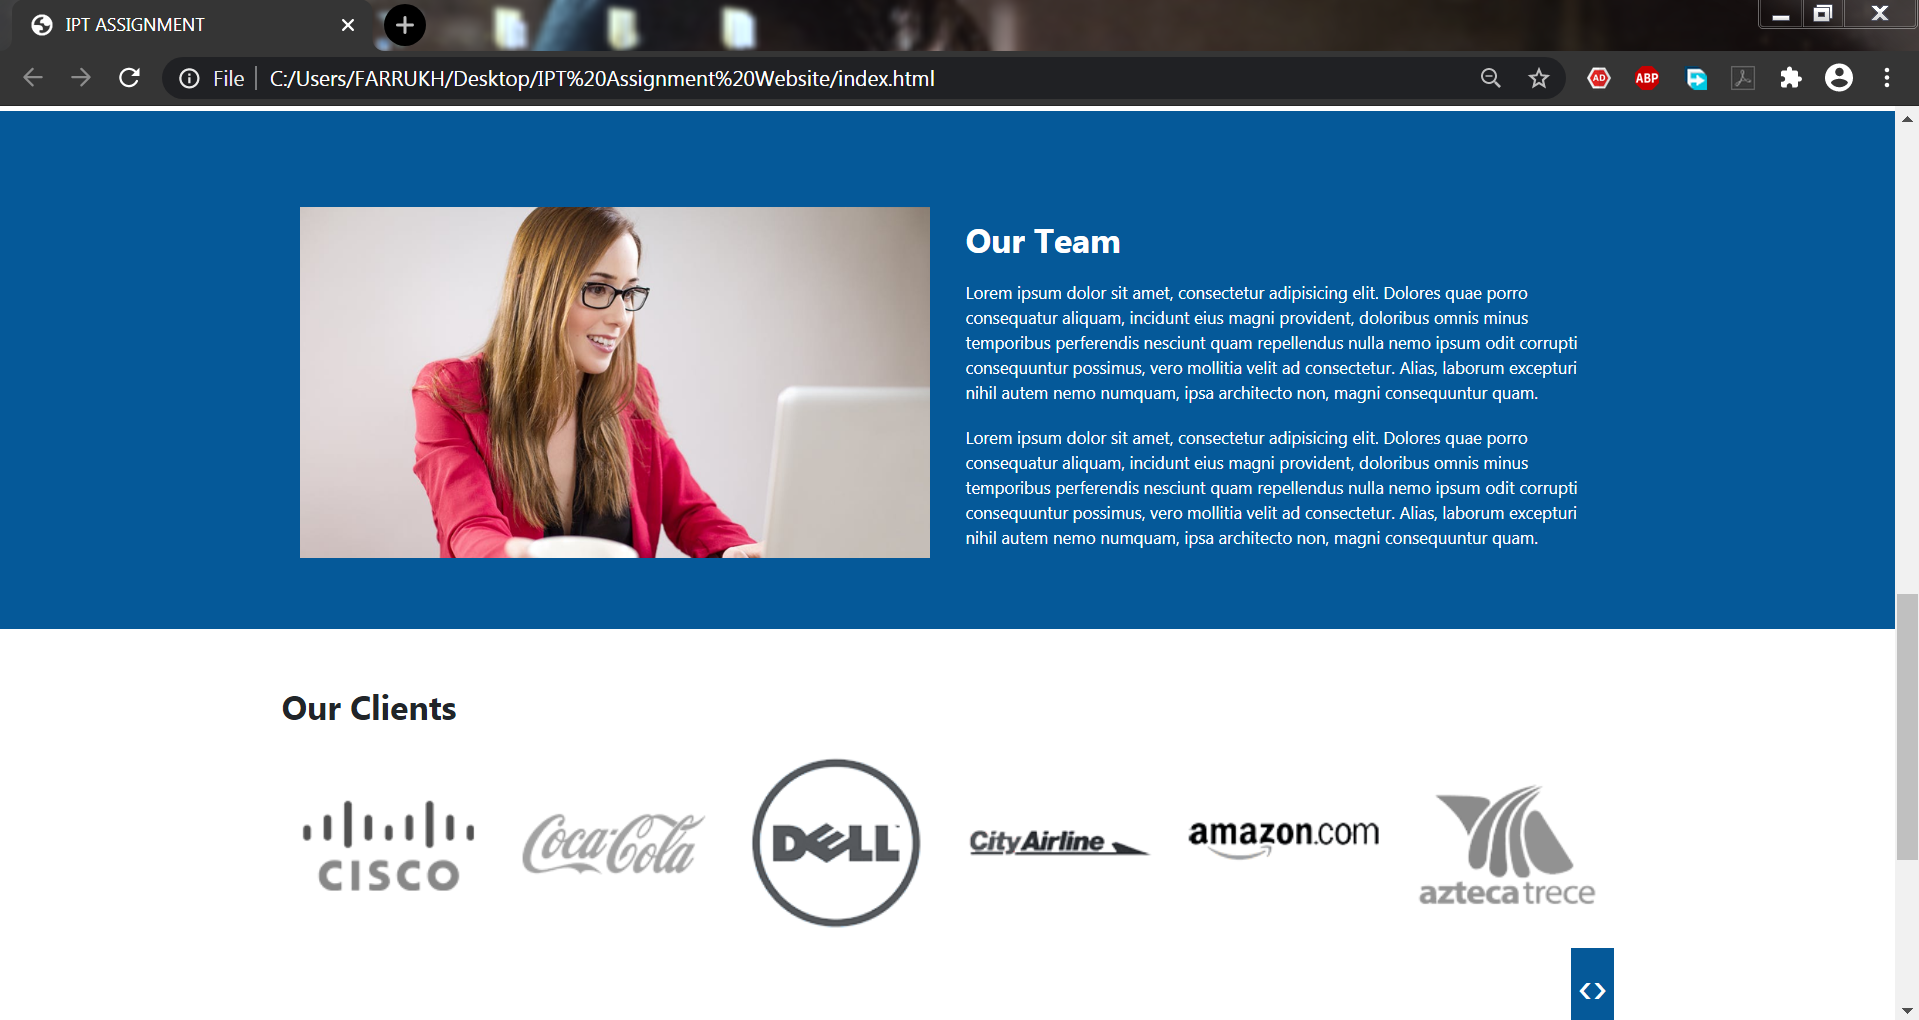 IPT ASSIGNMENT
File
C:/Users/FARRUKH/Desktop/IPT%20Assignment%20Website/index.html
AD
ABP
Our Team
Lorem ipsum dolor sit amet, consectetur adipisicing elit. Dolores quae porro
consequatur aliquam, incidunt eius magni provident, doloribus omnis minus
temporibus perferendis nesciunt quam repellendus nulla nemo ipsum odit corrupti
consequuntur possimus, vero mollitia velit ad consectetur. Alias, laborum excepturi
nihil autem nemo numquam, ipsa architecto non, magni consequuntur quam.
Lorem ipsum dolor sit amet, consectetur adipisicing elit. Dolores quae porro
consequatur aliquam, incidunt eius magni provident, doloribus omnis minus
temporibus perferendis nesciunt quam repellendus nulla nemo ipsum odit corrupti
consequuntur possimus, vero mollitia velit ad consectetur. Alias, laborum excepturi
nihil autem nemo numquam, ipsa architecto non, magni consequuntur quam.
Our Clients
CISCO
Coca-Cola
DELL™
CityAirline
amazon.com
aztecatrece